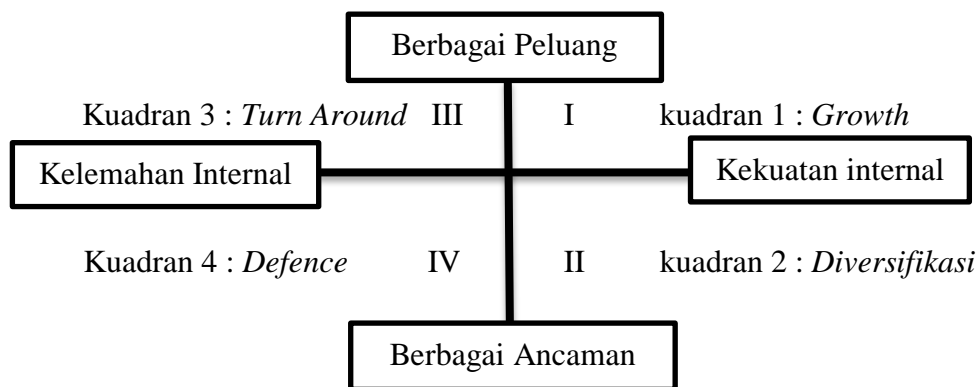 Berbagai Peluang
Kuadran 3 : Turn Around III I kuadran 1 : Growth
Kelemahan Internal Kekuatan internal
Kuadran 4 : Defence IV II kuadran 2 : Diversifikasi
Berbagai Ancaman